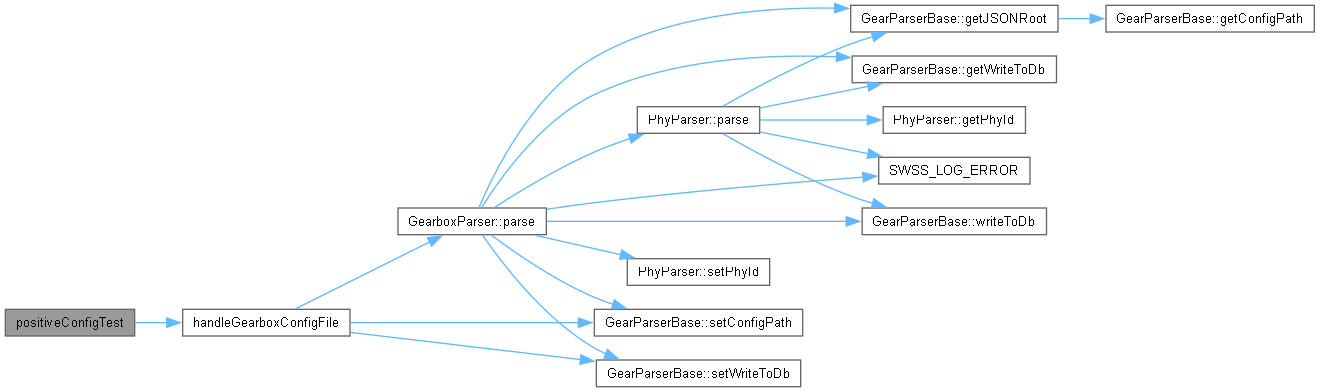 GearParserBase::getJSONRoot
GearParserBase::getConfigPath
GearParserBase::getWriteToDb
PhyParser::parse
PhyParser::getPhyId
SWSS_LOG_ERROR
GearboxParser::parse
GearParserBase::writeToDb
PhyParser::setPhyId
positiveConfigTest
handleGearboxConfigFile
GearParserBase::setConfigPath
GearParserBase::setWriteToDb